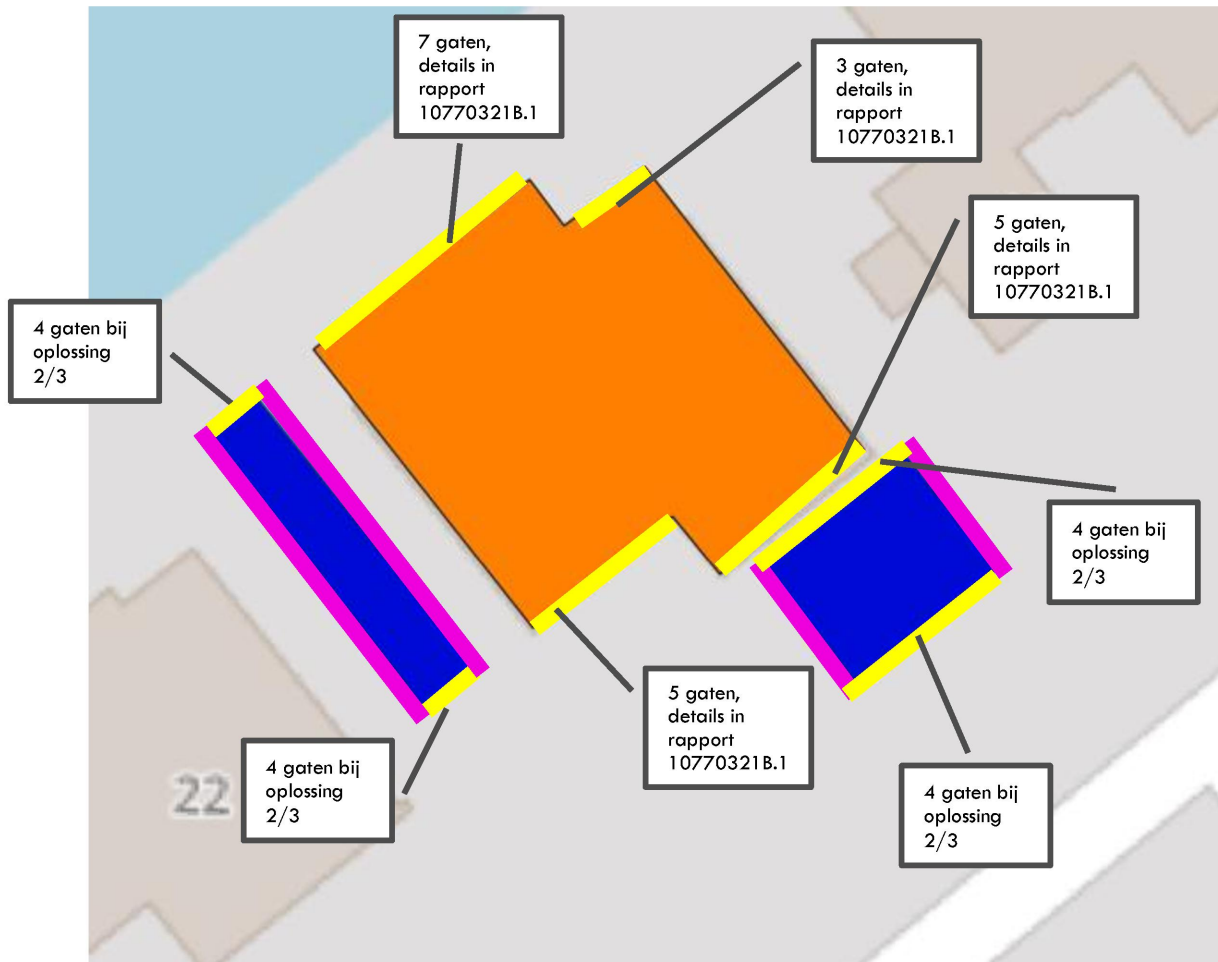 7 gaten,
details in
rapport
10770321B.1
3 gaten,
details in
rapport
10770321B.1
5 gaten,
details in
rapport
10770321B.1
4 gaten bij
oplossing
2/3
4 gaten bij
oplossing
2/3
5 gaten,
details in
rapport
10770321B.1
4 gaten bij
oplossing
2/3
22
4 gaten bij
oplossing
2/3